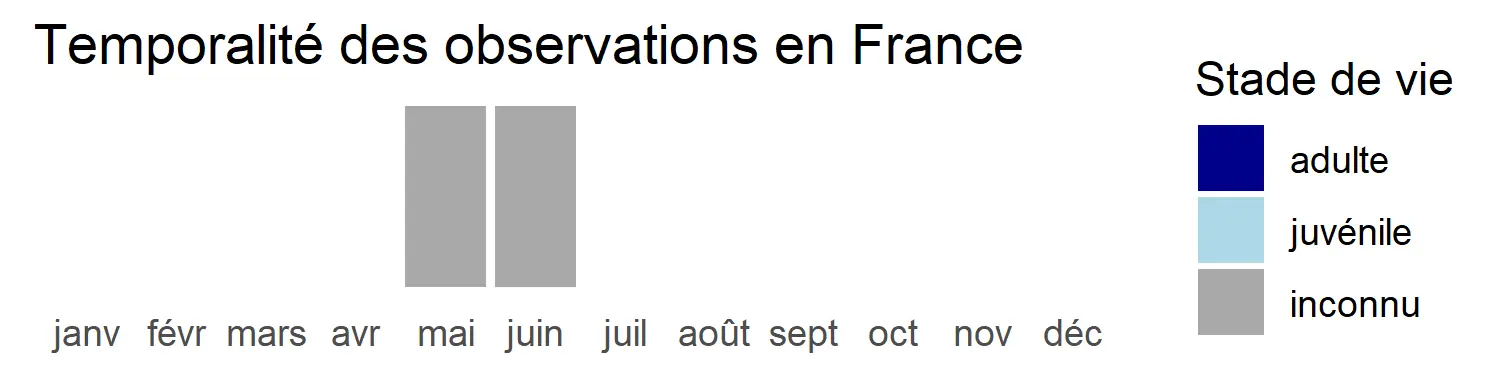 Temporalité des observations en France
Stade de vie
adulte
juvénile
inconnu
janv févr mars avr mai juin juil août sept oct nov déc